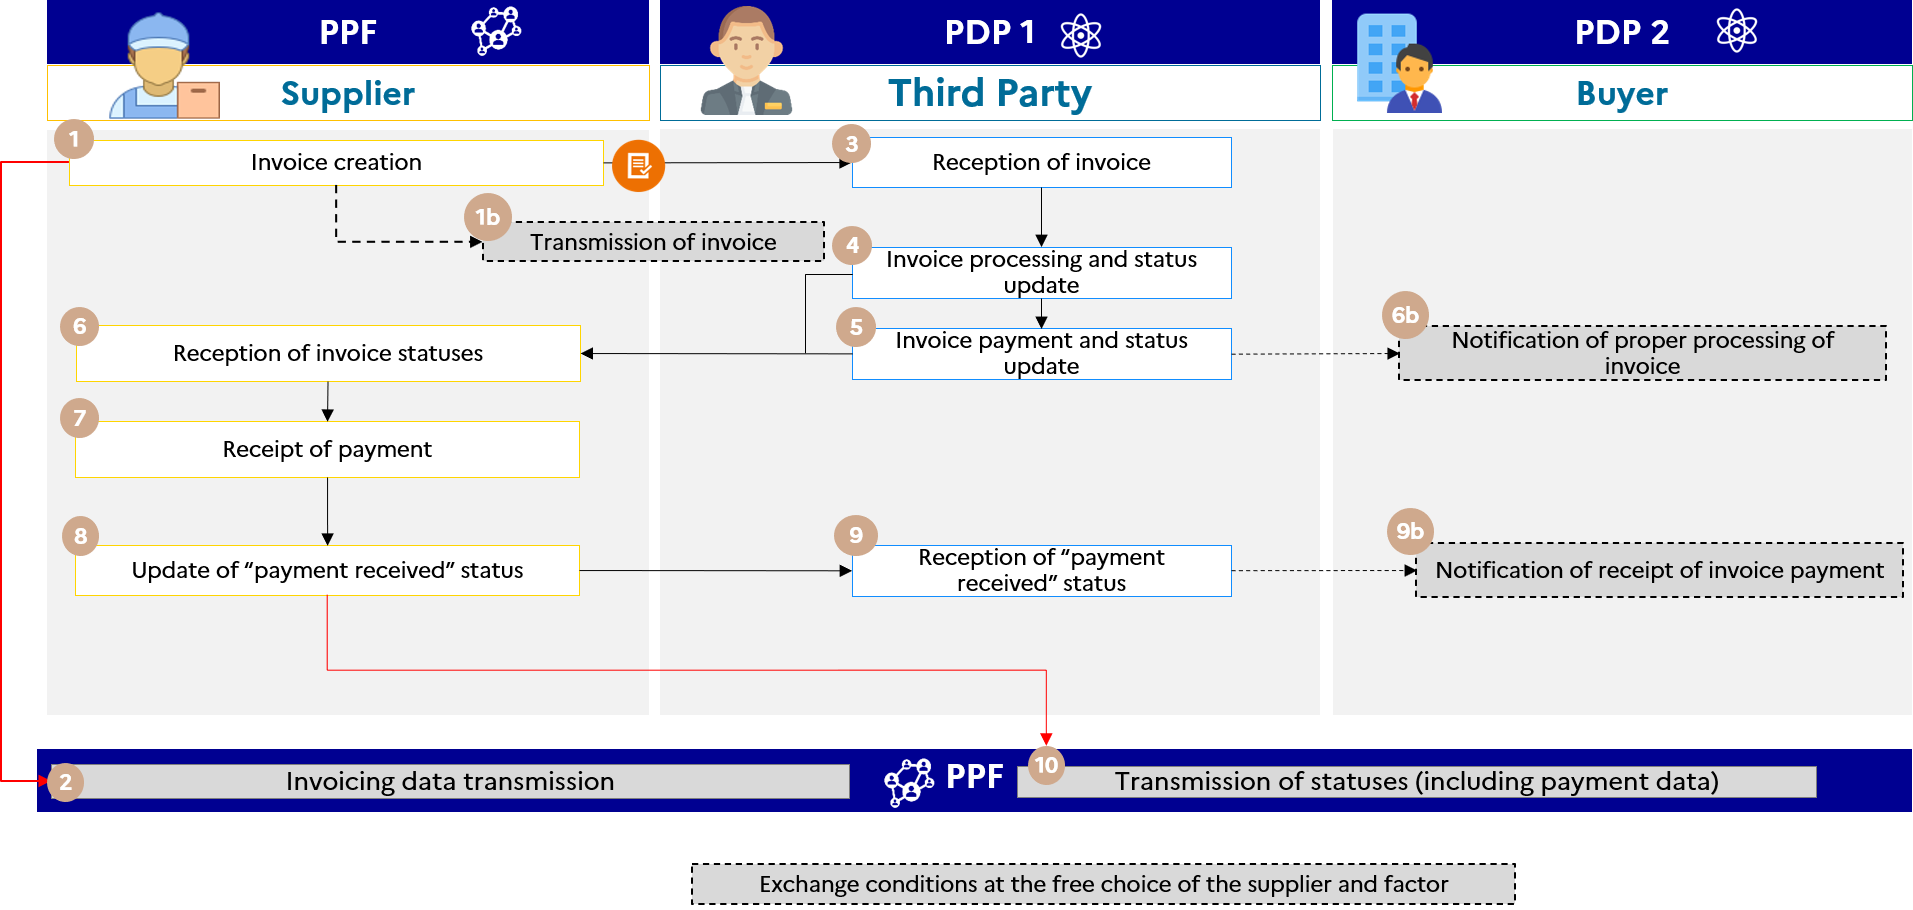 PPF
PDP 1
PDP 2
Supplier
Third Party
Buyer
1
Invoice creation
3
Reception of invoice
1b
Transmission of invoice
4
Invoice processing and status
update
6
Reception of invoice statuses
5
Invoice payment and status
update
6b
Notification of proper processing of
invoice
7
Receipt of payment
8
Update of “payment received” status
9
Reception of “payment
received” status
9b
Notification of receipt of invoice payment
2
Invoicing data transmission
PPF
10
Transmission of statuses (including payment data)
Exchange conditions at the free choice of the supplier and factor